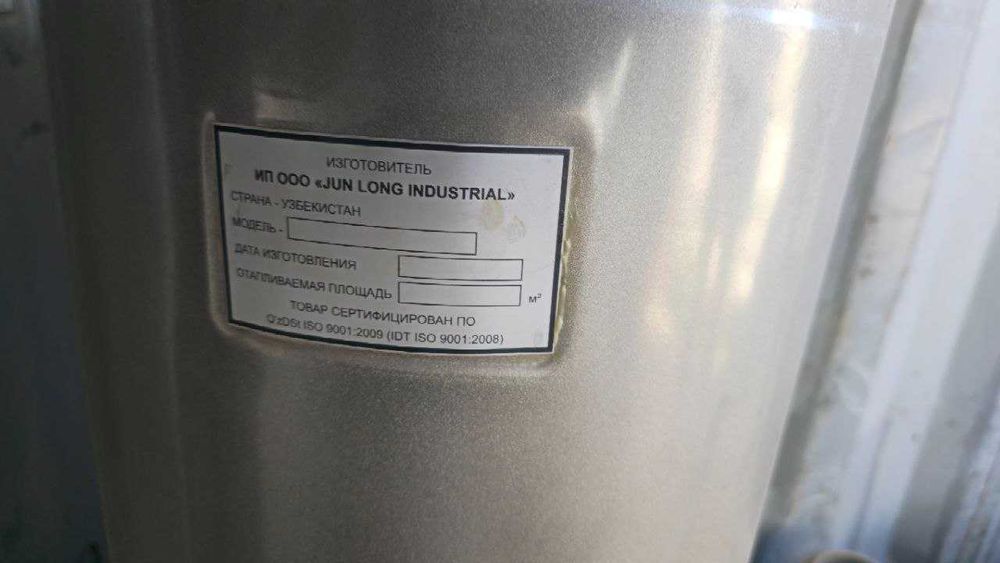 ИЗГОТОВИТЕЛЬ
ИП ООО «JUN LONG INDUSTRIAL»
СТРАНА - УЗБЕКИСТАН
МОДЕЛЬ -
ДАТА ИЗГОТОВЛЕНИЯ
ОТАПЛИВАЕМАЯ ПЛОЩАДЬ м²
ТОВАР СЕРТИФИЦИРОВАН ПО
O'zDSt ISO 9001:2009 (IDT ISO 9001:2008)